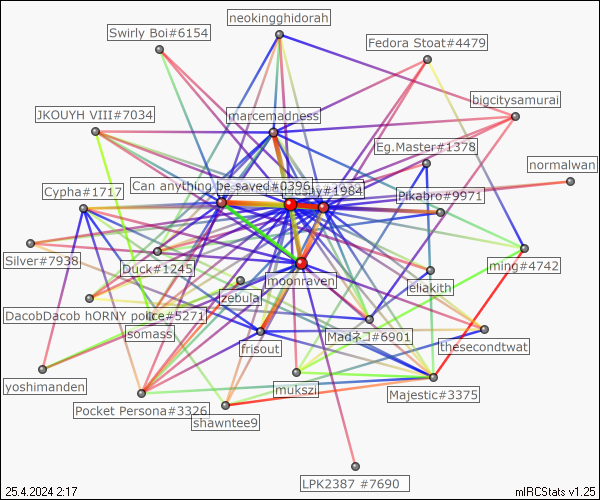 neokingghidorah
Swirly Boi#6154
Fedora Stoat#4479
bigcitysamurai
JKOUYH VIII#7034
marcemadness
Eg.Master#1378
normalwan
Can anything be saved#0396
#1984
Cypha#1717
Pikabro#9971
Silver#7938
Duck#1245
moonraven
ming#4742
eliakith
zebula
DacobDacob hORNY police#5271
somass
Madネコ#6901
frisout
thesecondtwat
yoshimanden
mukszi
Majestic#3375
Pocket Persona#3326
shawntee9
LPK2387 #7690
25.4.2024 2:17
mIRCStats v1.25